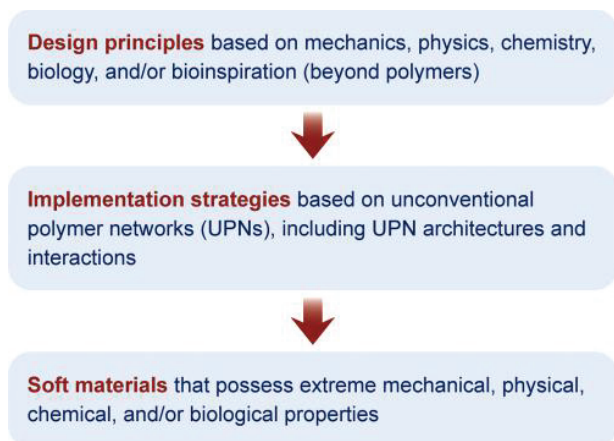 Design principles based on mechanics, physics, chemistry,
biology, and/or bioinspiration (beyond polymers)
Implementation strategies based on unconventional
polymer networks (UPNs), including UPN architectures and
interactions
Soft materials that possess extreme mechanical, physical,
chemical, and/or biological properties